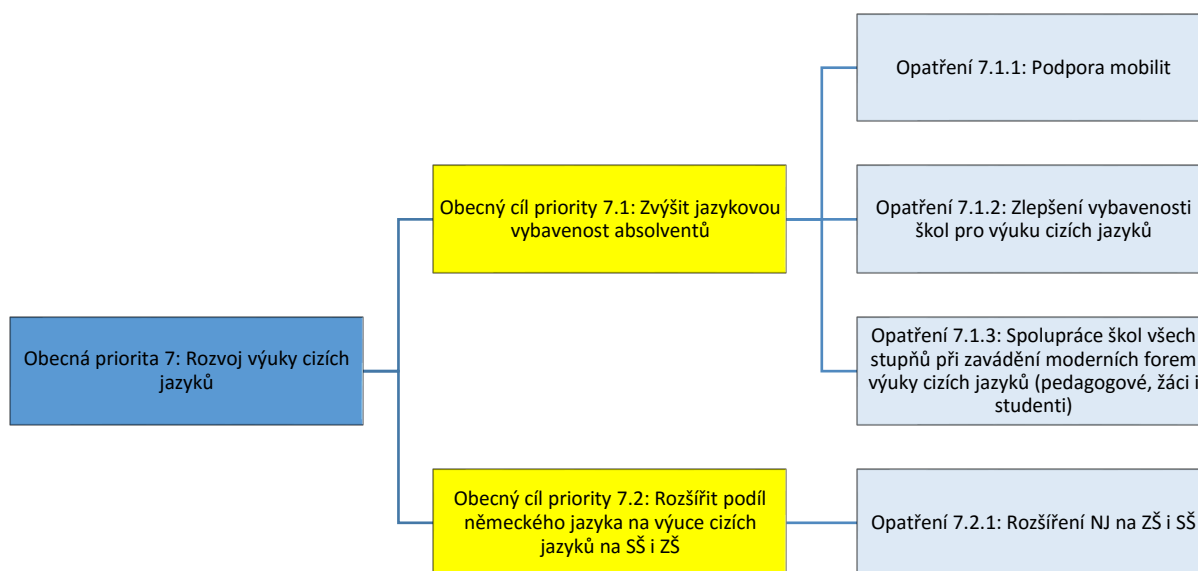 Opatření 7.1.1: Podpora mobilit
Obecný cíl priority 7.1: Zvýšit jazykovou
vybavenost absolventů
Opatření 7.1.2: Zlepšení vybavenosti
škol pro výuku cizích jazyků
Obecná priorita 7: Rozvoj výuky cizích
jazyků
Opatření 7.1.3: Spolupráce škol všech
stupňů při zavádění moderních forem
výuky cizích jazyků (pedagogové, žáci i
studenti)
Obecný cíl priority 7.2: Rozšířit podíl
německého jazyka na výuce cizích
jazyků na SŠ i ZŠ
Opatření 7.2.1: Rozšíření NJ na ZŠ i SŠ